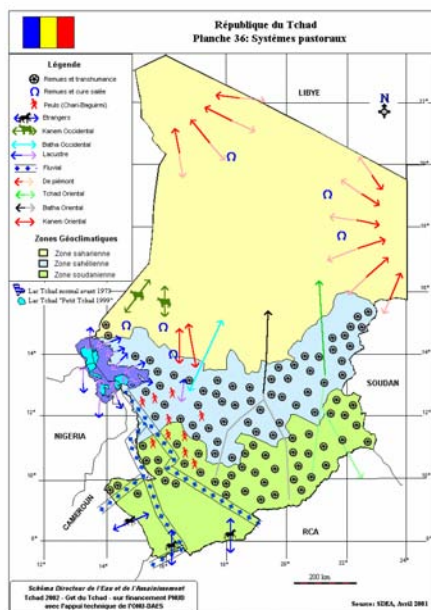 République du Tchad
Planche 36: Systèmes pastoraux
Légende
Remues et transhumance
Remues et cure salée
Peuls (Chari-Baguirmi)
Etrangers
Kanem Occidental
Batha Occidental
Lacustre
Fluvial
De piémont
Tchad Oriental
Batha Oriental
Kanem Oriental
Zones Géoclimatiques
Zone saharienne
Zone sahélienne
Zone soudanienne
Lac Tchad normal avant 1973
Lac Tchad "Petit Tchad 1999"
LIBYE
N
SOUDAN
NIGERIA
CAMEROUN
RCA
200 km
Schéma Directeur de l'Eau et de l'Assainissement
Tchad 2002 - Gvt du Tchad - sur financement PNUD
avec l'appui technique de l'ONU-DAES
Source: SDEA, Avril 2001